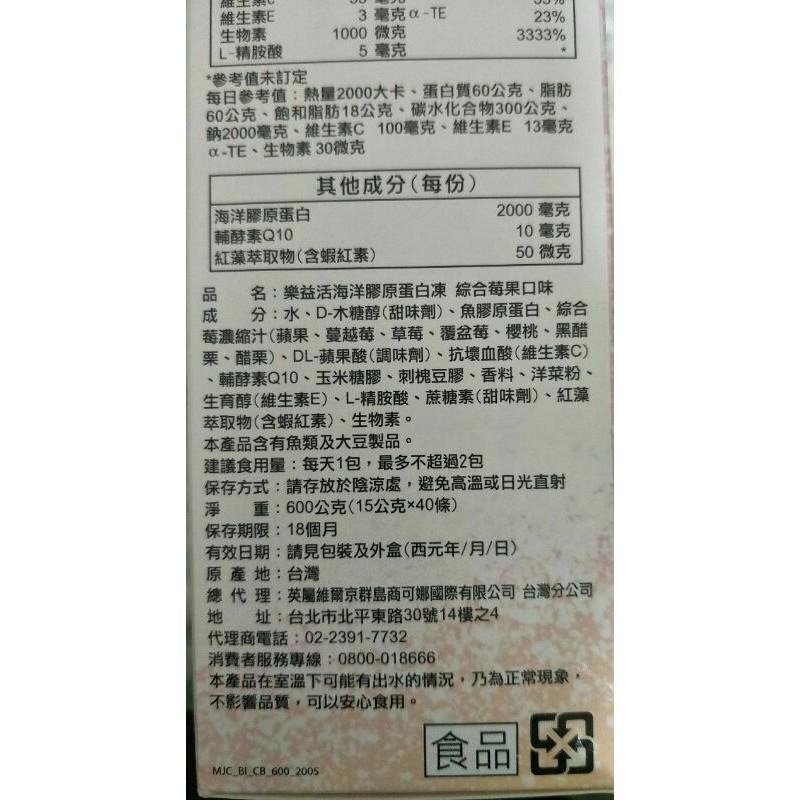 維生素E 3 毫克 α-TE 23%
生物素 1000 微克 3333%
L-精胺酸 5 毫克 *
*參考值未訂定
每日參考值：熱量2000大卡、蛋白質60公克、脂肪
60公克、飽和脂肪18公克、碳水化合物300公克、
鈉2000毫克、維生素C 100毫克、維生素E 13毫克
α-TE、生物素 30微克
其他成分(每份)
海洋膠原蛋白 2000 毫克
輔酵素Q10 10 毫克
紅藻萃取物(含蝦紅素) 50 微克
品 名：樂益活海洋膠原蛋白凍 綜合莓果口味
成 分：水、D-木糖醇(甜味劑)、魚膠原蛋白、綜合
莓濃縮汁(蘋果、蔓越莓、草莓、覆盆莓、櫻桃、黑醋
栗、醋栗)、DL-蘋果酸(調味劑)、抗壞血酸(維生素C)
、輔酵素Q10、玉米糖膠、刺槐豆膠、香料、洋菜粉、
生育醇(維生素E)、L-精胺酸、蔗糖素(甜味劑)、紅藻
萃取物(含蝦紅素)、生物素。
本產品含有魚類及大豆製品。
建議食用量：每天1包，最多不超過2包
保存方式：請存放於陰涼處，避免高溫或日光直射
淨 重：600公克(15公克×40條)
保存期限：18個月
有效日期：請見包裝及外盒(西元年/月/日)
原 產 地：台灣
總 代 理：英屬維爾京群島商可娜國際有限公司 台灣分公司
地 址：台北市北平東路30號14樓之4
代理商電話：02-2391-7732
消費者服務專線：0800-018666
本產品在室溫下可能有出水的情況，乃為正常現象，
不影響品質，可以安心食用。
食品
MJC_BI_CB_600_2005